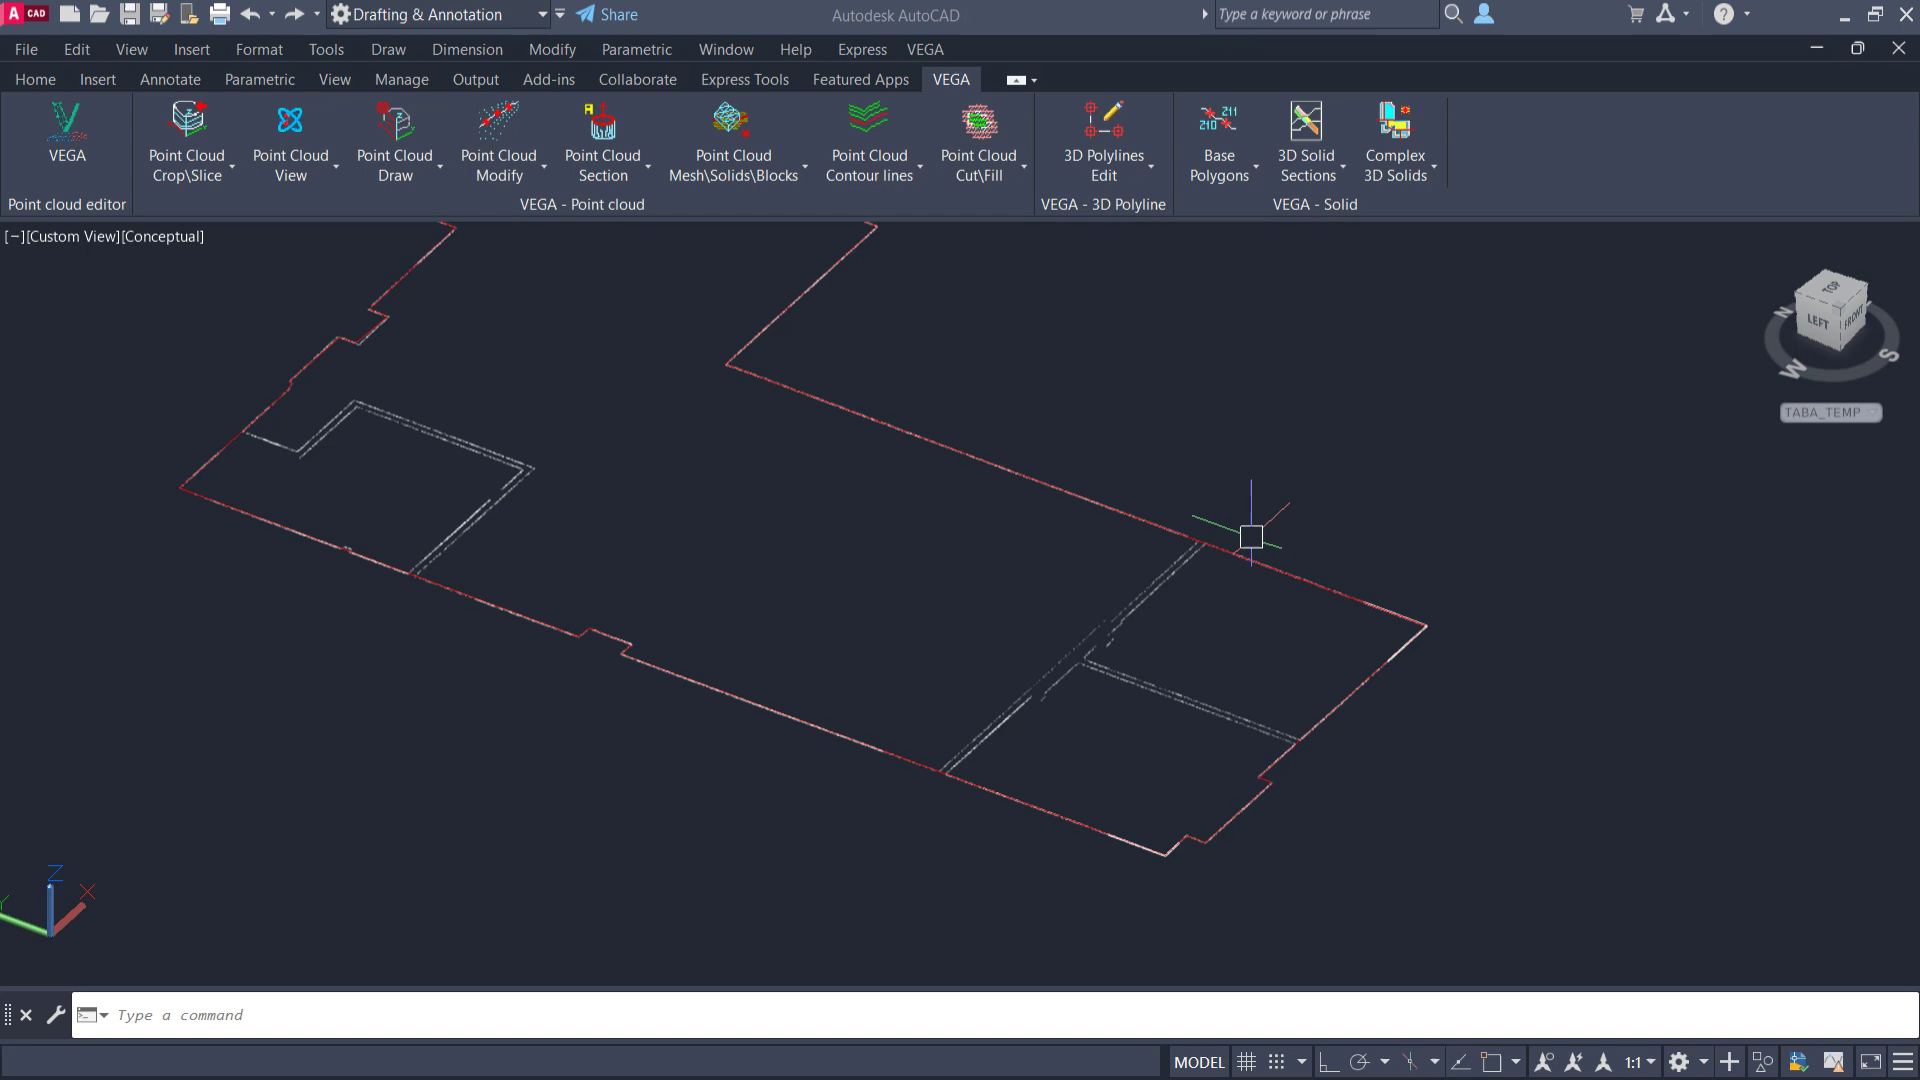 A CAD Drafting & Annotation Share Autodesk AutoCAD Type a keyword or phrase
File Edit View Insert Format Tools Draw Dimension Modify Parametric Window Help Express VEGA
Home Insert Annotate Parametric View Manage Output Add-ins Collaborate Express Tools Featured Apps VEGA
VEGA
Point Cloud Crop\Slice
Point Cloud View
Point Cloud Draw
Point Cloud Modify
Point Cloud Section
Point Cloud Mesh\Solids\Blocks
Point Cloud Contour lines
Point Cloud Cut\Fill
3D Polylines Edit
Base Polygons
3D Solid Sections
Complex 3D Solids
Point cloud editor VEGA - Point cloud VEGA - 3D Polyline VEGA - Solid
[−][Custom View][Conceptual]
TOP
LEFT
FRONT
N
S
W
TABA_TEMP
Z
X
Y
Type a command
MODEL 1:1